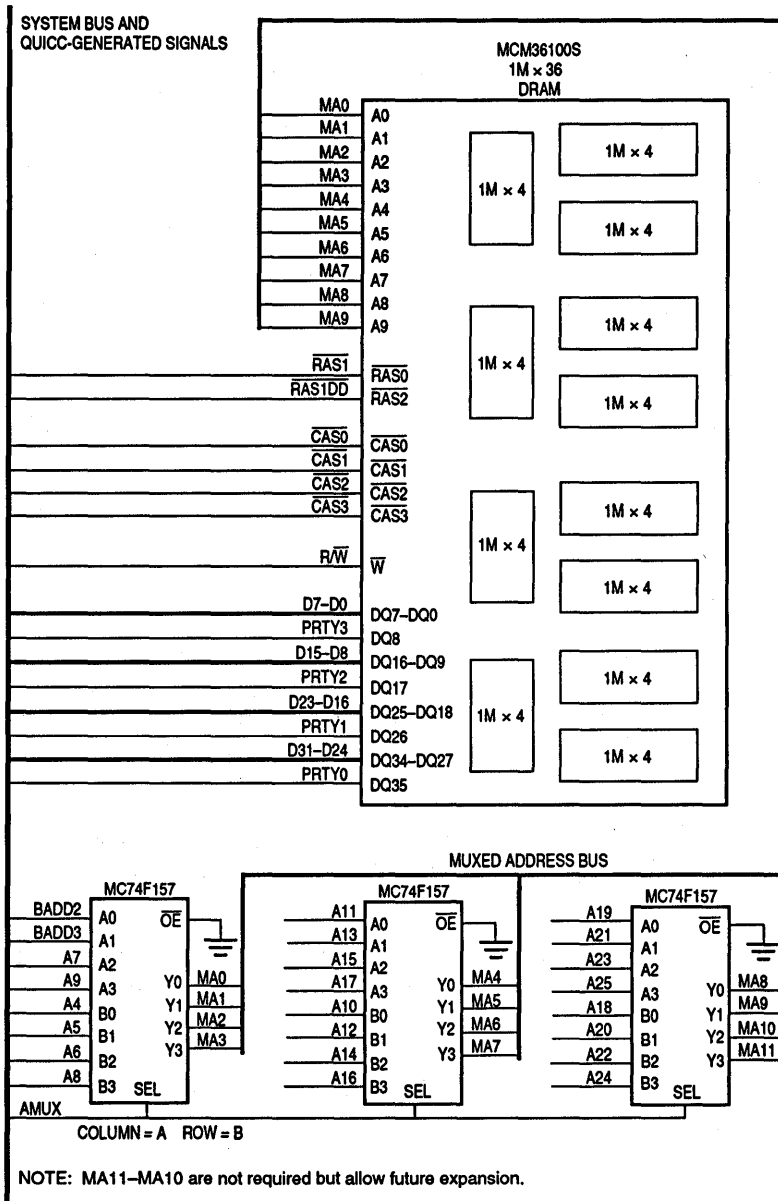 SYSTEM BUS AND
QUICC-GENERATED SIGNALS
MCM36100S
1M × 36
DRAM
MA0 A0
MA1 A1
MA2 A2
MA3 A3
MA4 A4
MA5 A5
MA6 A6
MA7 A7
MA8 A8
MA9 A9
RAS1 RAS0
RAS1DD RAS2
CAS0 CAS0
CAS1 CAS1
CAS2 CAS2
CAS3 CAS3
R/W W
D7–D0 DQ7–DQ0
PRTY3 DQ8
D15–D8 DQ16–DQ9
PRTY2 DQ17
D23–D16 DQ25–DQ18
PRTY1 DQ26
D31–D24 DQ34–DQ27
PRTY0 DQ35
1M × 4
1M × 4
1M × 4
1M × 4
1M × 4
1M × 4
1M × 4
1M × 4
1M × 4
1M × 4
1M × 4
1M × 4
MUXED ADDRESS BUS
MC74F157
BADD2 A0 OE
BADD3 A1
A7 A2
A9 A3 Y0 MA0
A4 B0 Y1 MA1
A5 B1 Y2 MA2
A6 B2 Y3 MA3
A8 B3 SEL
MC74F157
A11 A0 OE
A13 A1
A15 A2
A17 A3 Y0 MA4
A10 B0 Y1 MA5
A12 B1 Y2 MA6
A14 B2 Y3 MA7
A16 B3 SEL
MC74F157
A19 A0 OE
A21 A1
A23 A2
A25 A3 Y0 MA8
A18 B0 Y1 MA9
A20 B1 Y2 MA10
A22 B2 Y3 MA11
A24 B3 SEL
AMUX
COLUMN = A ROW = B
NOTE: MA11–MA10 are not required but allow future expansion.